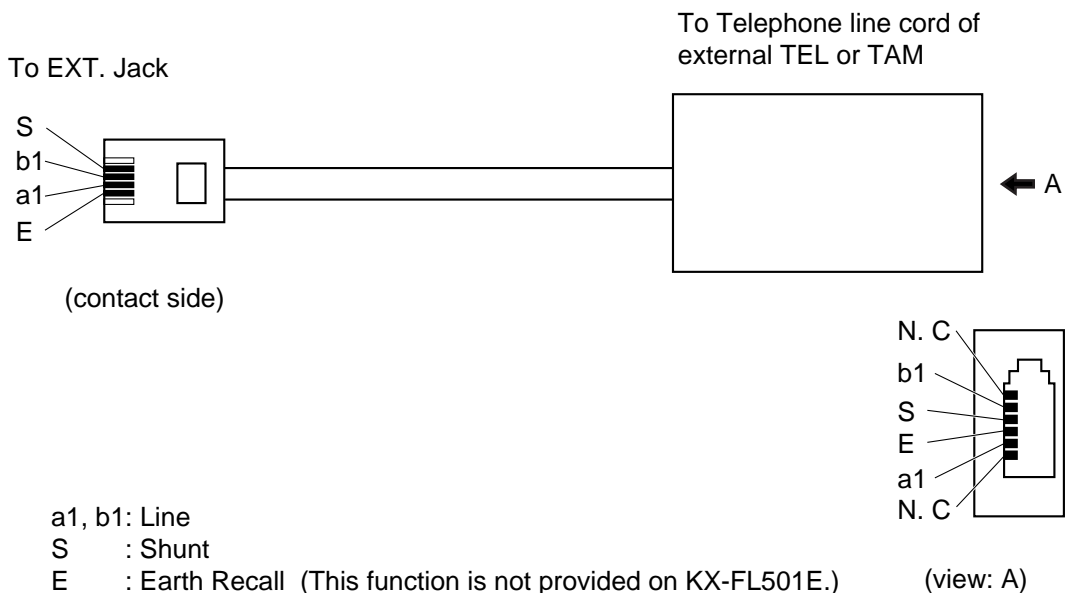 To Telephone line cord of
external TEL or TAM
To EXT. Jack
S
b1
a1
E
A
(contact side)
N. C
b1
S
E
a1
N. C
a1, b1: Line
S : Shunt
E : Earth Recall (This function is not provided on KX-FL501E.)
(view: A)